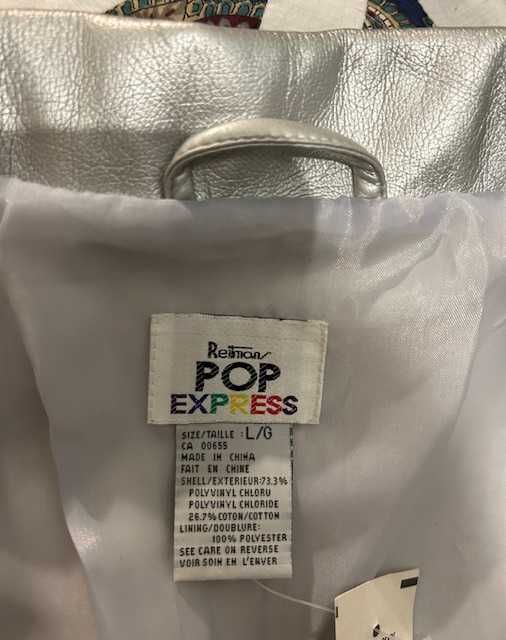 Reitmans
POP
EXPRESS
SIZE/TAILLE : L/G
CA 00655
MADE IN CHINA
FAIT EN CHINE
SHELL/EXTERIEUR:73.3%
POLYVINYL CHLORU
POLYVINYL CHLORIDE
26.7% COTON/COTTON
LINING/DOUBLURE:
100% POLYESTER
SEE CARE ON REVERSE
VOIR SOIN EN L'ENVER